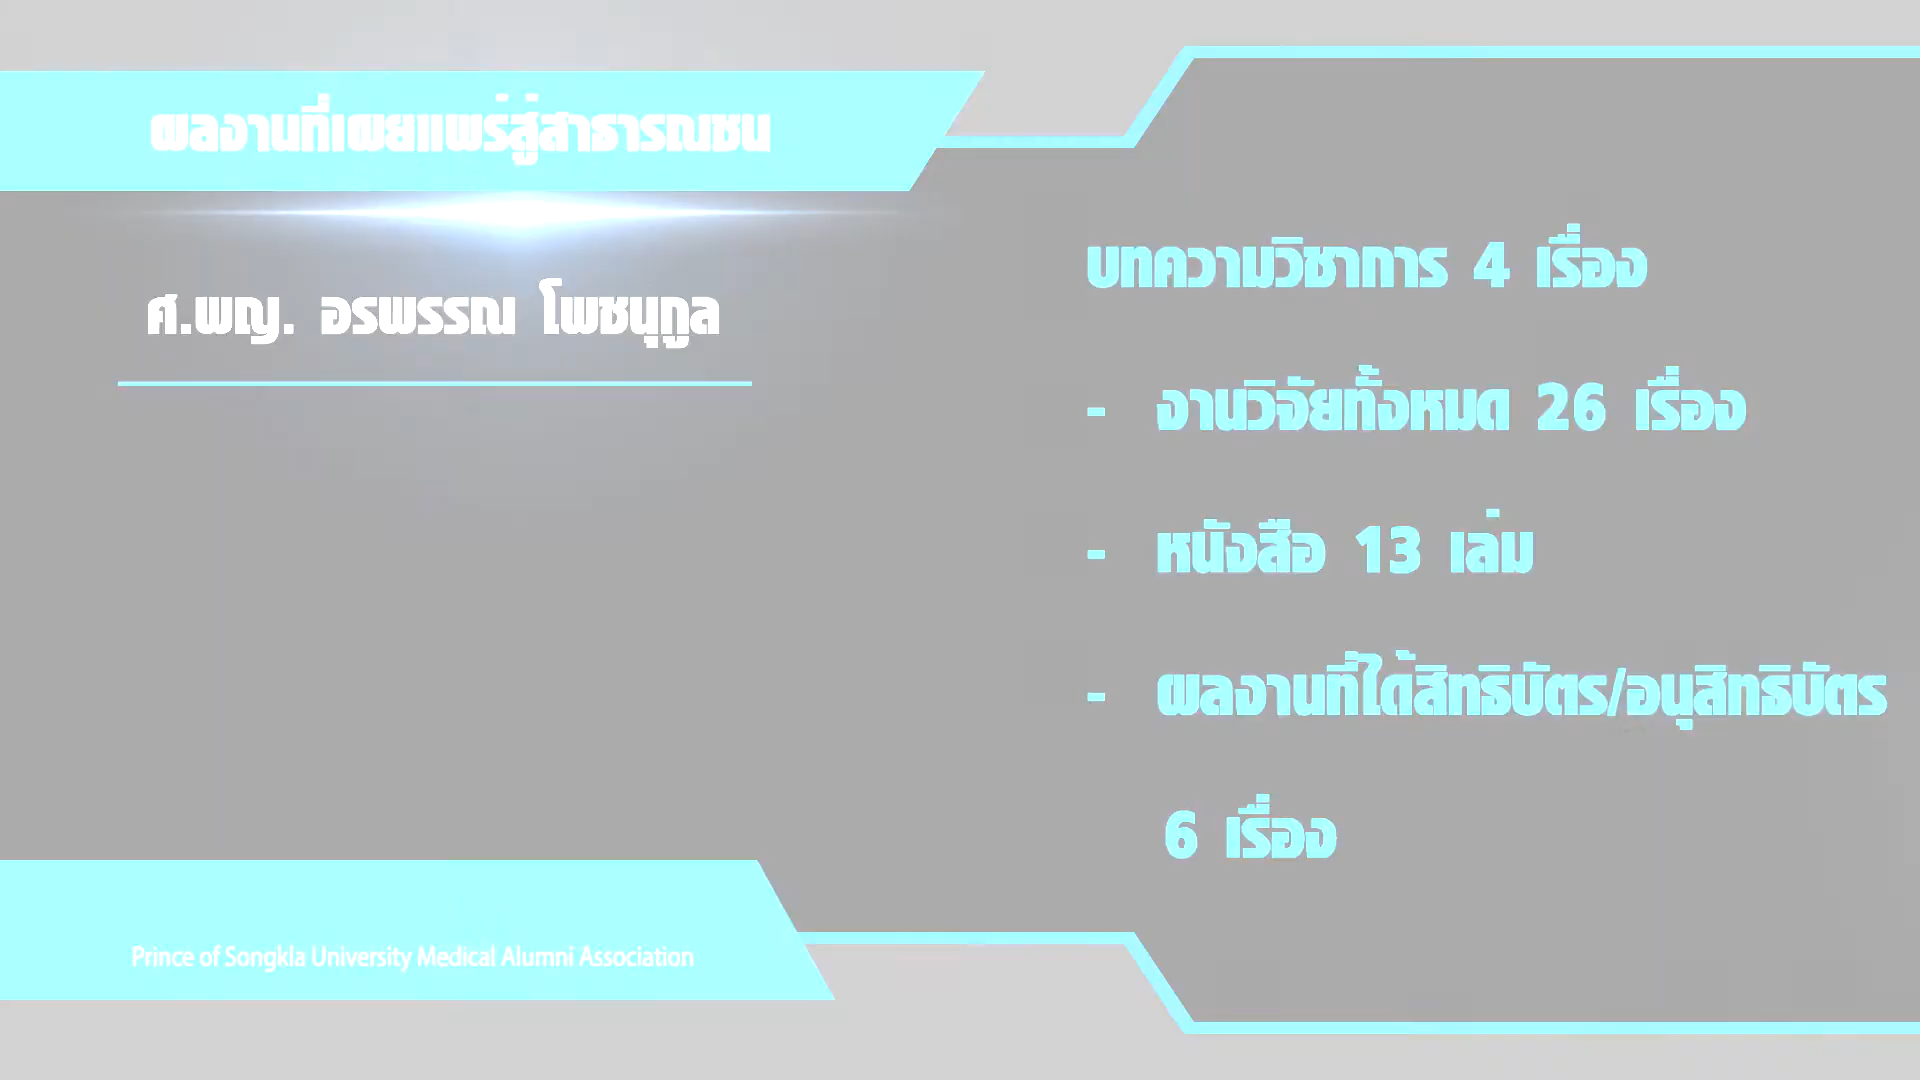 ผลงานที่เผยแพร่สู่สาธารณชน
ศ.พญ. อรพรรณ โพชนุกูล
บทความวิชาการ 4 เรื่อง
- งานวิจัยทั้งหมด 26 เรื่อง
- หนังสือ 13 เล่ม
- ผลงานที่ได้สิทธิบัตร/อนุสิทธิบัตร
6 เรื่อง
Prince of Songkla University Medical Alumni Association